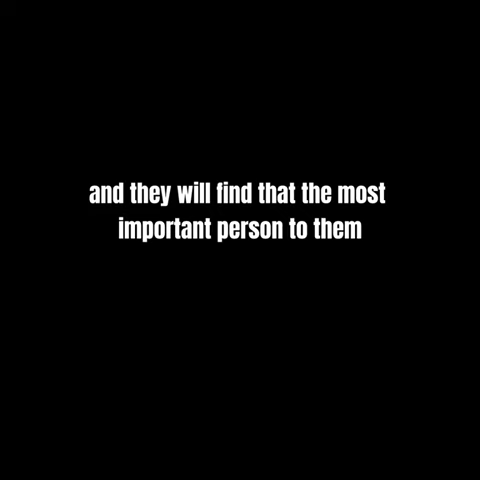 and they will find that the most
important person to them